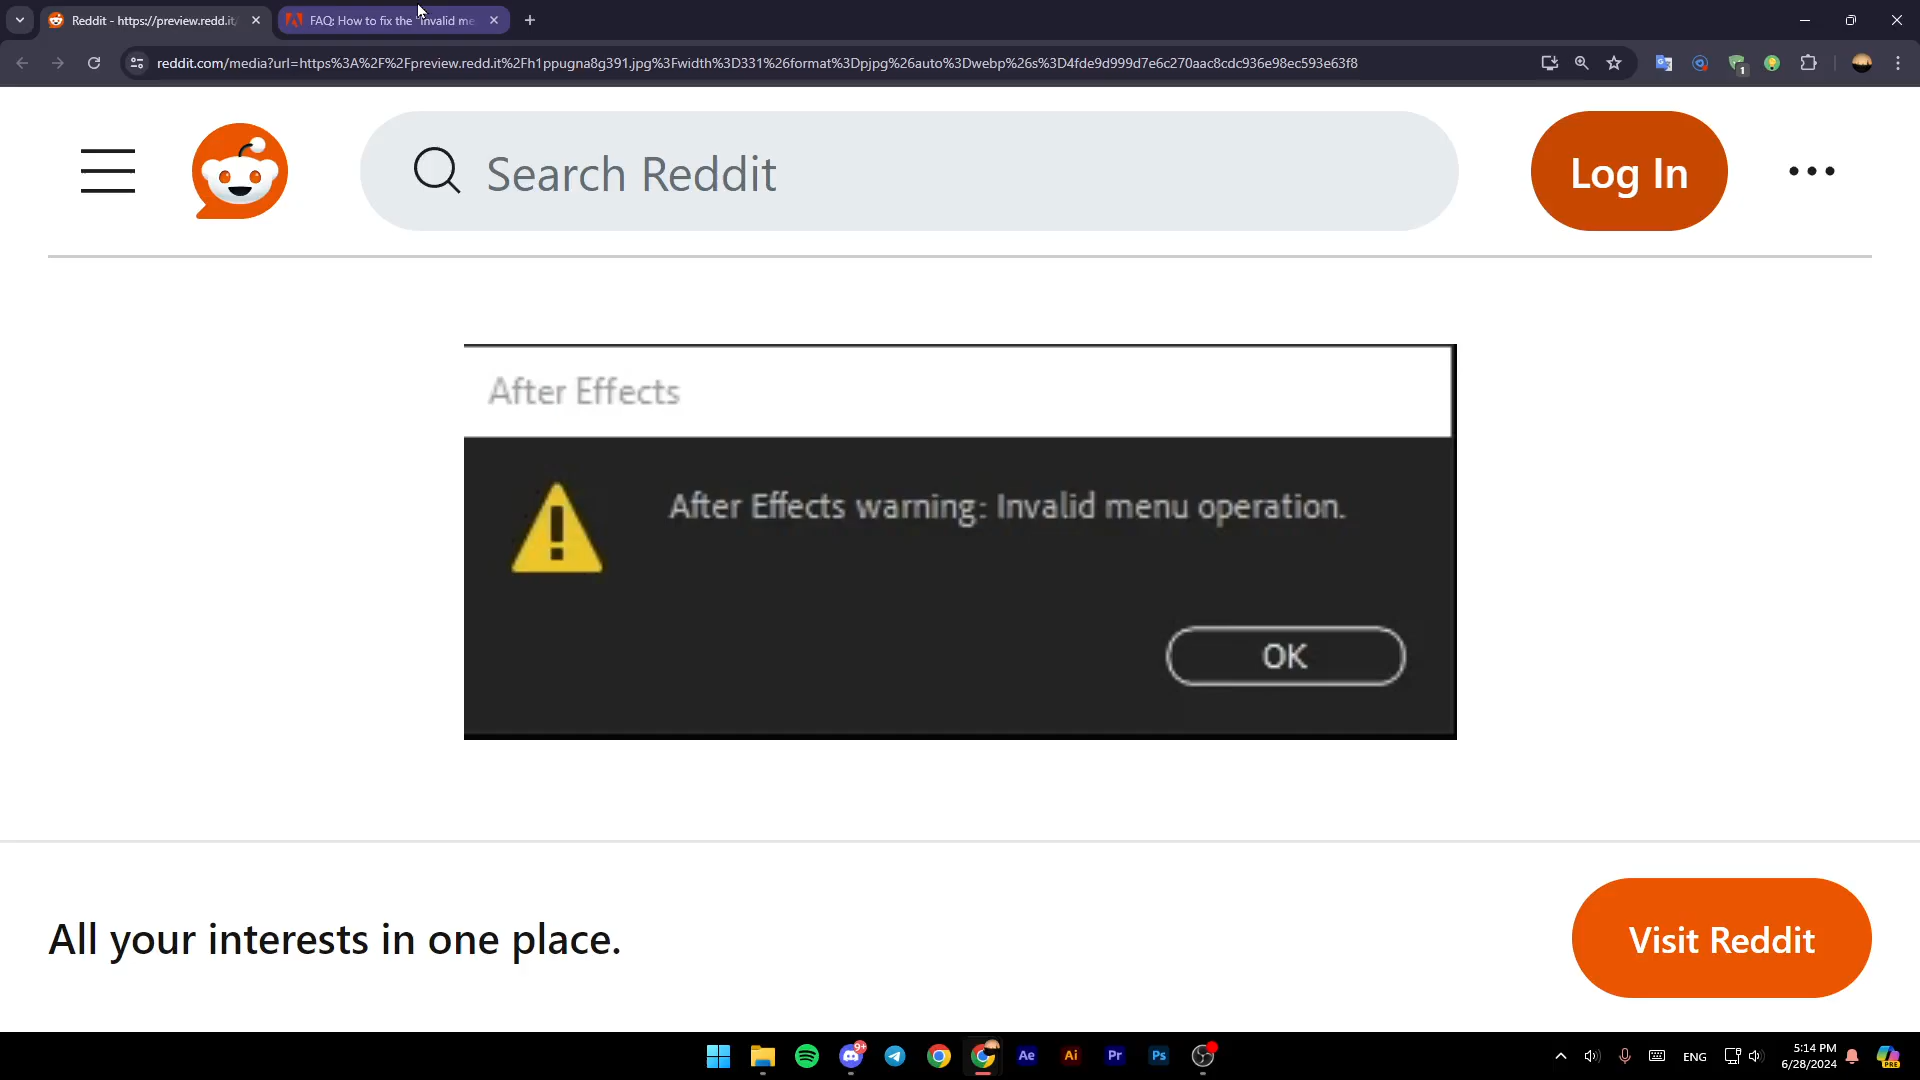 Reddit - https://preview.redd.it/
FAQ: How to fix the "Invalid me
reddit.com/media?url=https%3A%2F%2Fpreview.redd.it%2Fh1ppugna8g391.jpg%3Fwidth%3D331%26format%3Dpjpg%26auto%3Dwebp%26s%3D4fde9d999d7e6c270aac8cdc936e98ec593e63f8
1
Search Reddit
Log In
After Effects
After Effects warning: Invalid menu operation.
OK
All your interests in one place.
Visit Reddit
9+
Ae
Ai
Pr
Ps
ENG
5:14 PM
6/28/2024
PRE